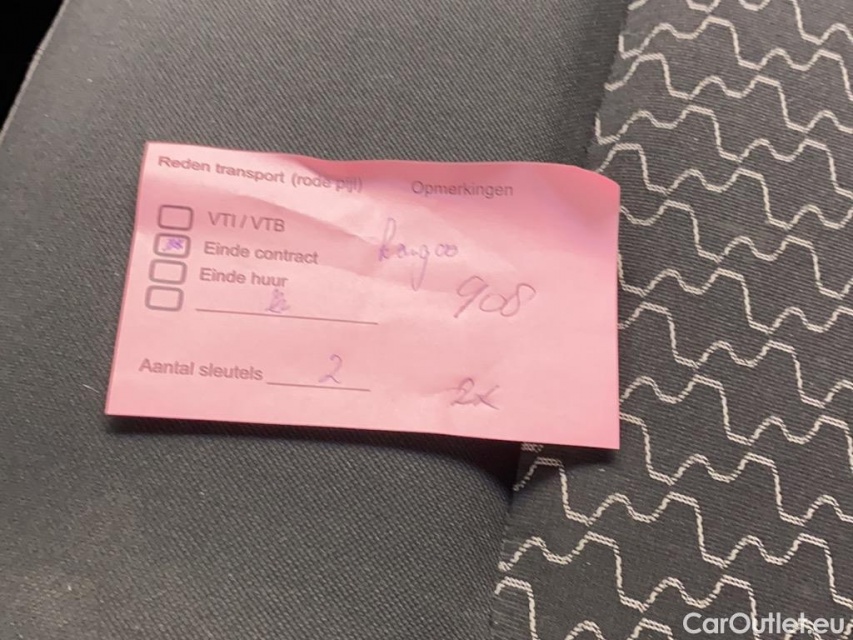 Reden transport (rode pijl) Opmerkingen
VTI / VTB
Einde contract
Kangoo
Einde huur
908
Aantal sleutels 2
2x
CarOutlet.eu